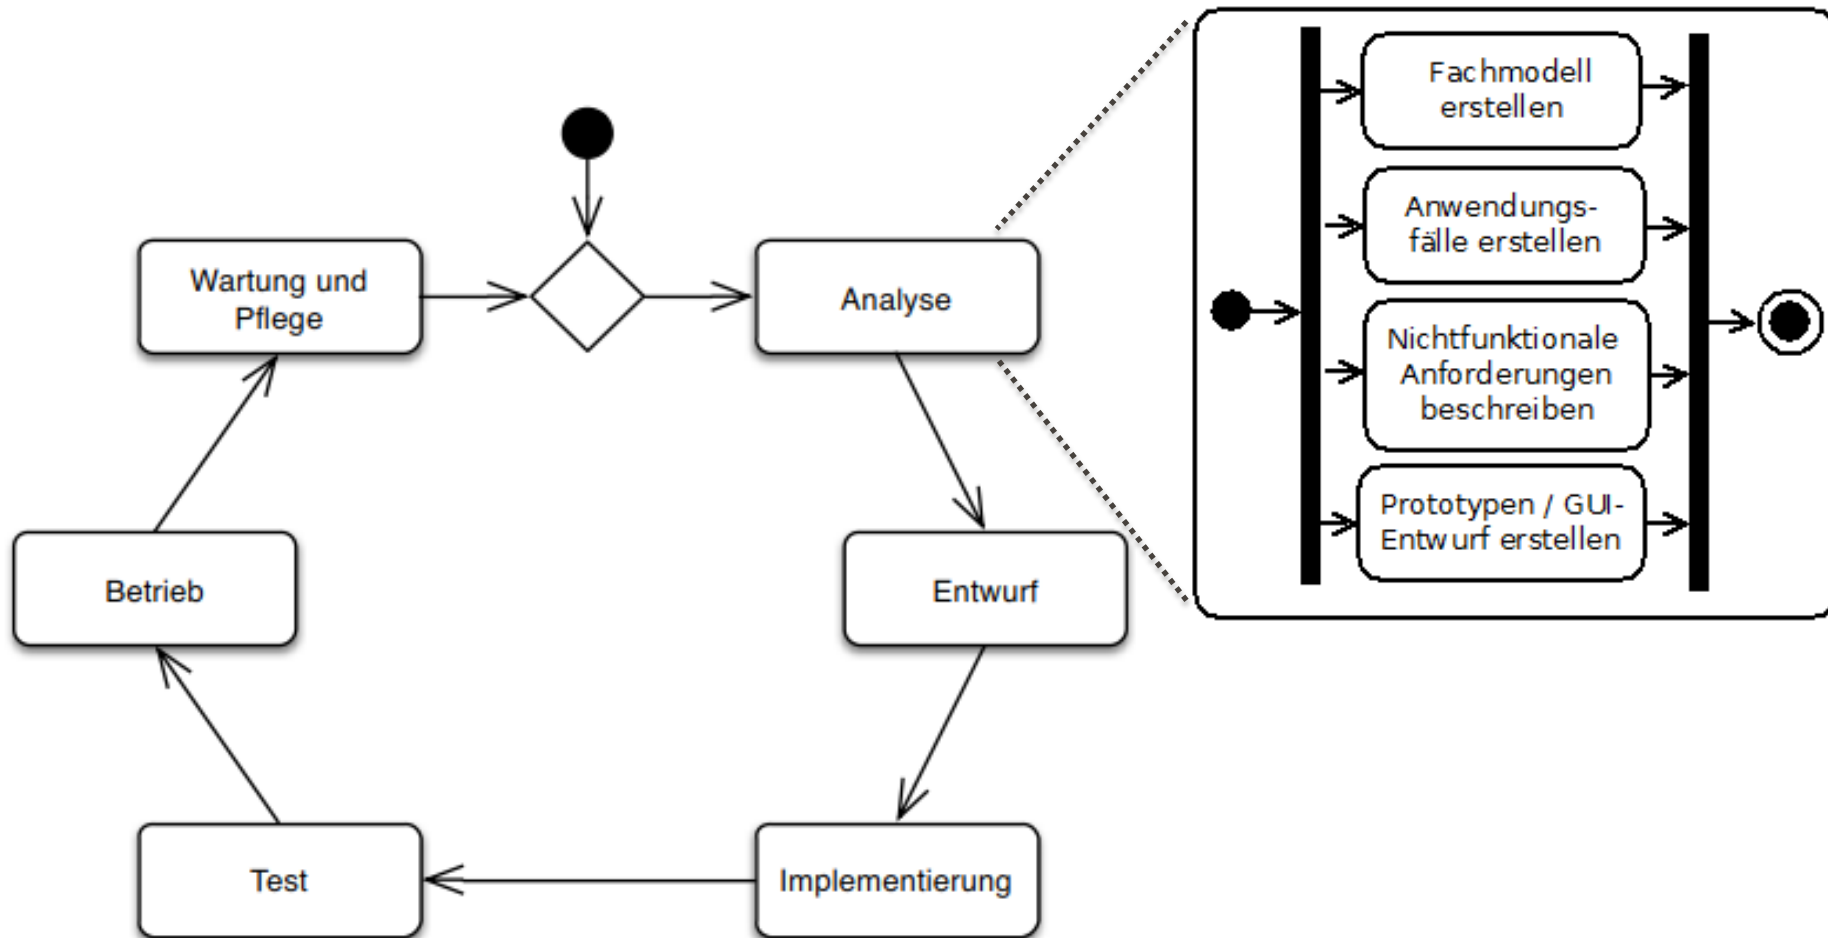 Fachmodell
erstellen
Anwendungs-
fälle erstellen
Nichtfunktionale
Anforderungen
beschreiben
Prototypen / GUI-
Entwurf erstellen
Wartung und
Pflege
Analyse
Betrieb
Entwurf
Test
Implementierung